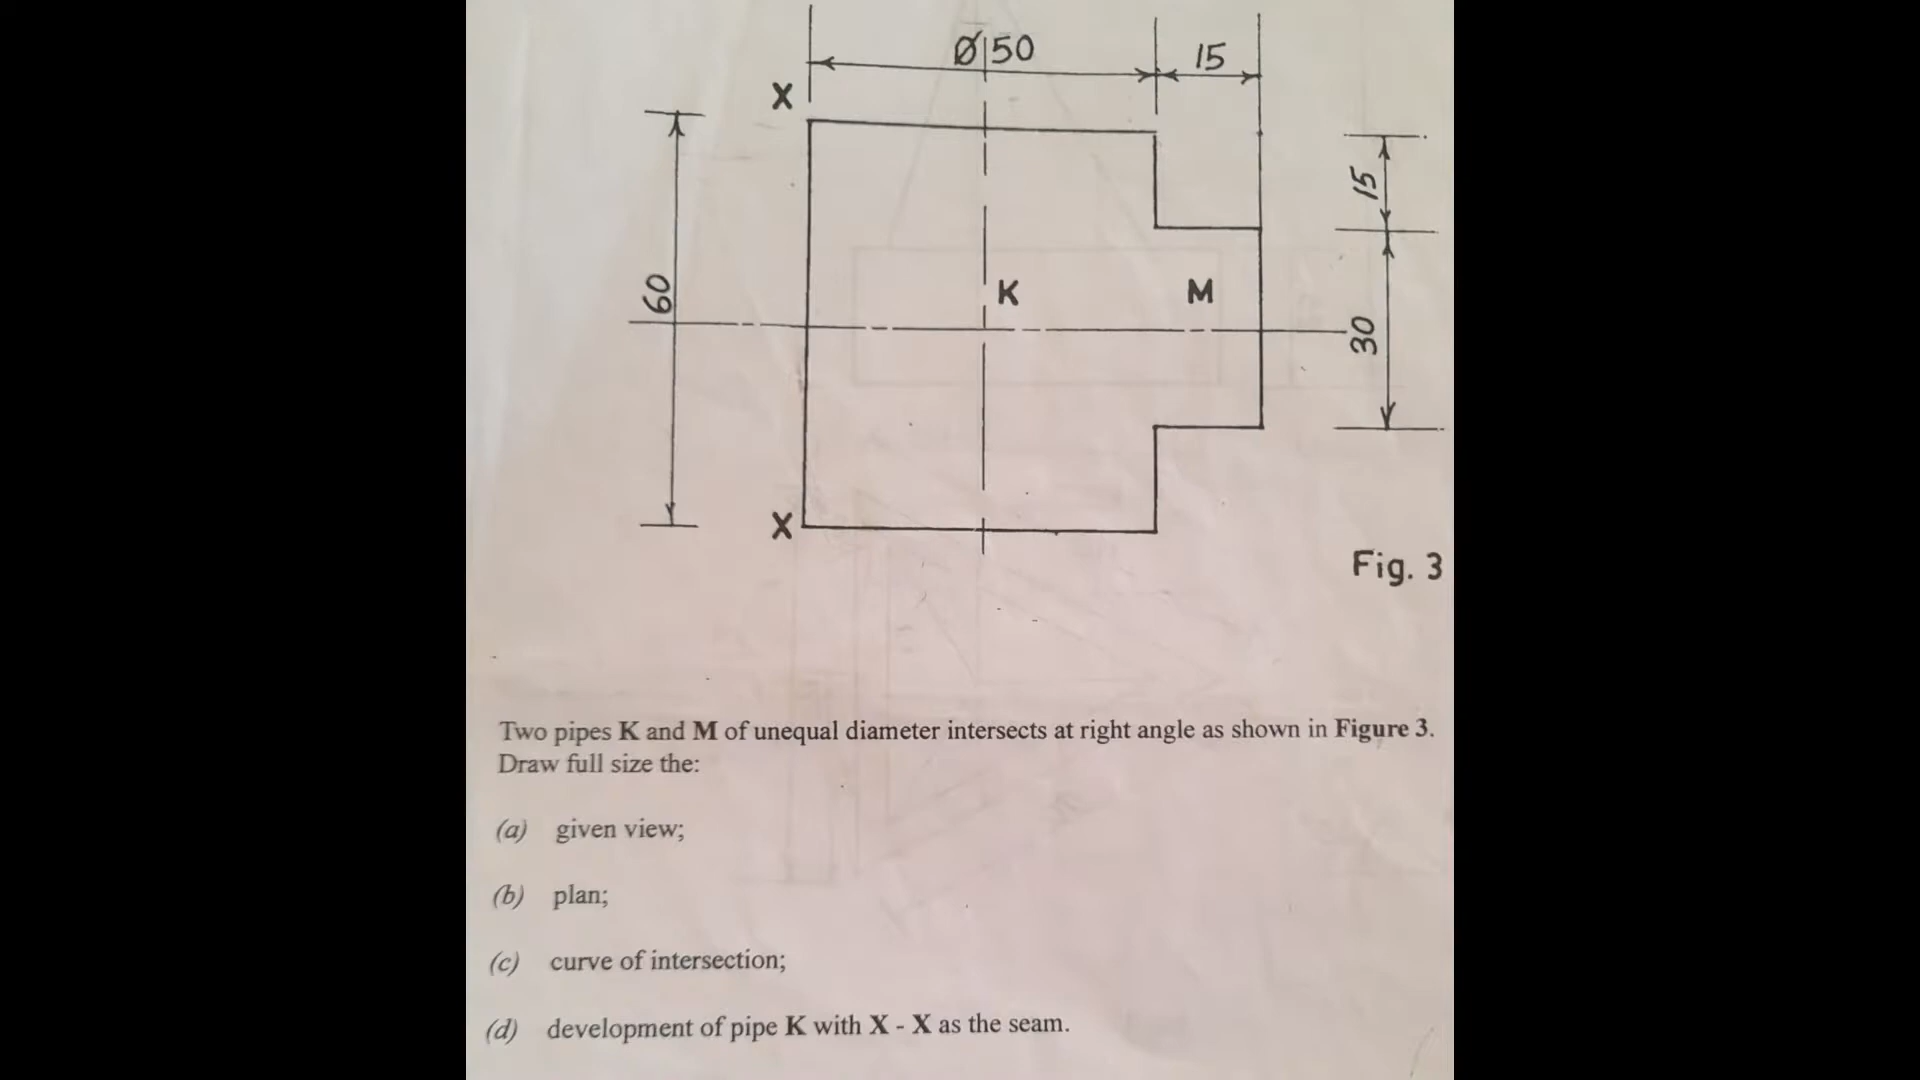 Ø 50
15
X
15
60
K
M
30
X
Fig. 3
Two pipes K and M of unequal diameter intersects at right angle as shown in Figure 3.
Draw full size the:
(a) given view;
(b) plan;
(c) curve of intersection;
(d) development of pipe K with X - X as the seam.